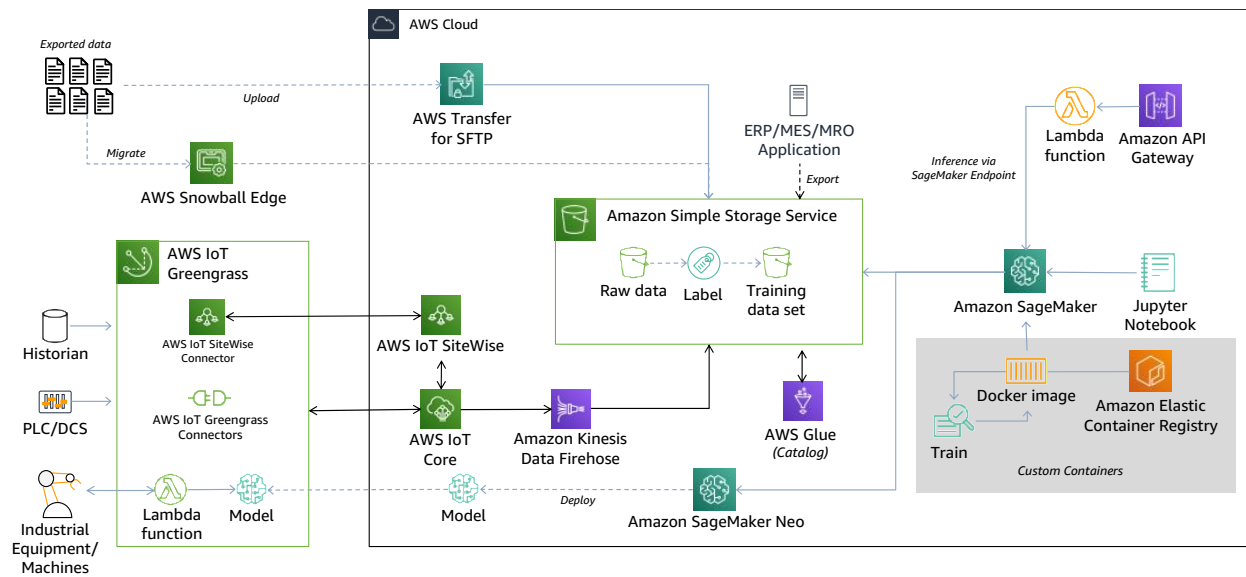 AWS Cloud
Exported data
Upload
AWS Transfer
for SFTP
ERP/MES/MRO
Application
Lambda
function
Amazon API
Gateway
Migrate
AWS Snowball Edge
Export
Inference via
SageMaker Endpoint
Amazon Simple Storage Service
Raw data
Label
Training
data set
AWS IoT
Greengrass
Amazon SageMaker
Jupyter
Notebook
Historian
AWS IoT SiteWise
Connector
AWS IoT SiteWise
PLC/DCS
AWS IoT Greengrass
Connectors
AWS IoT
Core
Amazon Kinesis
Data Firehose
AWS Glue
(Catalog)
Docker image
Amazon Elastic
Container Registry
Train
Custom Containers
Industrial
Equipment/
Machines
Lambda
function
Model
Model
Deploy
Amazon SageMaker Neo